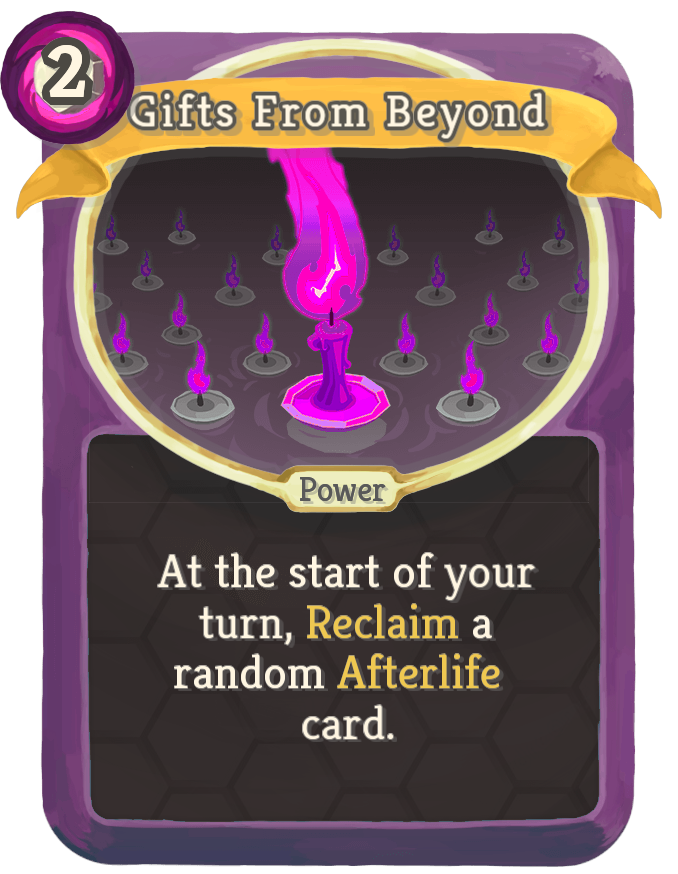 2
Gifts From Beyond
Power
At the start of your
turn, Reclaim a
random Afterlife
card.